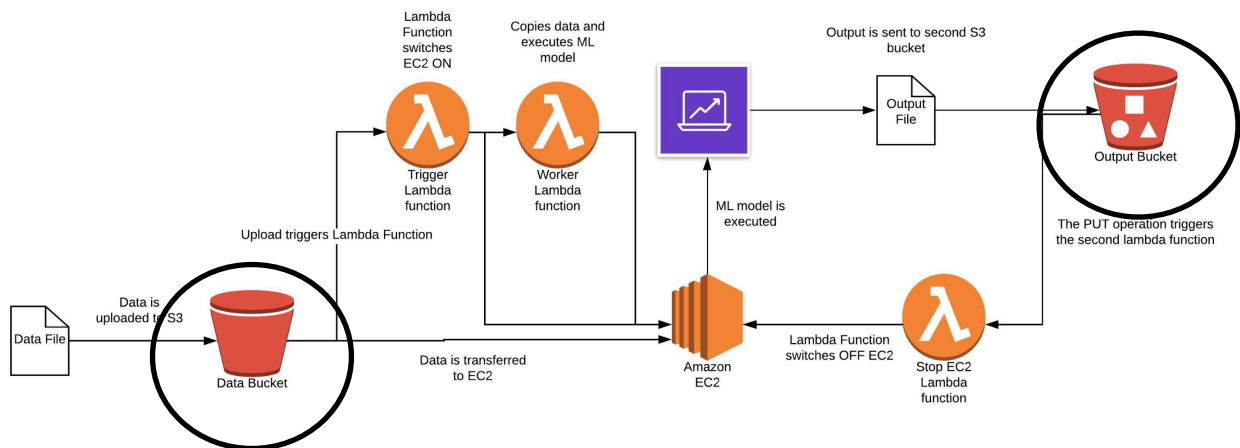 Lambda
Function
switches
EC2 ON
Copies data and
executes ML
model
Output is sent to second S3
bucket
Output
File
Output Bucket
Trigger
Lambda
function
Worker
Lambda
function
ML model is
executed
The PUT operation triggers
the second lambda function
Upload triggers Lambda Function
Data is
uploaded to S3
Data File
Data Bucket
Data is transferred
to EC2
Amazon
EC2
Lambda Function
switches OFF EC2
Stop EC2
Lambda
function